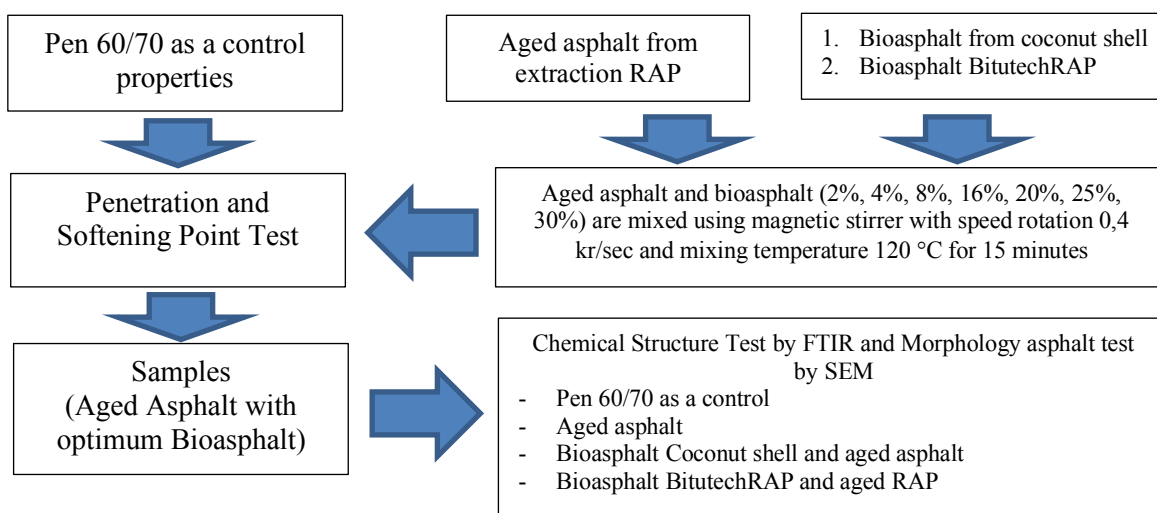 Pen 60/70 as a control
properties
Aged asphalt from
extraction RAP
1. Bioasphalt from coconut shell
2. Bioasphalt BitutechRAP
Penetration and
Softening Point Test
Aged asphalt and bioasphalt (2%, 4%, 8%, 16%, 20%, 25%,
30%) are mixed using magnetic stirrer with speed rotation 0,4
kr/sec and mixing temperature 120 °C for 15 minutes
Samples
(Aged Asphalt with
optimum Bioasphalt)
Chemical Structure Test by FTIR and Morphology asphalt test
by SEM
- Pen 60/70 as a control
- Aged asphalt
- Bioasphalt Coconut shell and aged asphalt
- Bioasphalt BitutechRAP and aged RAP